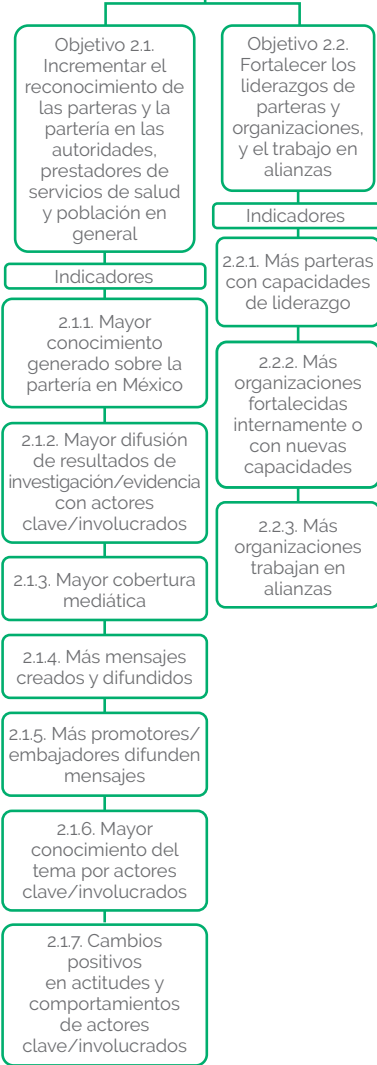 Objetivo 2.1.
Incrementar el
reconocimiento de
las parteras y la
partería en las
autoridades,
prestadores de
servicios de salud
y población en
general
Indicadores
2.1.1. Mayor
conocimiento
generado sobre la
partería en México
2.1.2. Mayor difusión
de resultados de
investigación/evidencia
con actores
clave/involucrados
2.1.3. Mayor cobertura
mediática
2.1.4. Más mensajes
creados y difundidos
2.1.5. Más promotores/
embajadores difunden
mensajes
2.1.6. Mayor
conocimiento del
tema por actores
clave/involucrados
2.1.7. Cambios
positivos
en actitudes y
comportamientos
de actores
clave/involucrados
Objetivo 2.2.
Fortalecer los
liderazgos de
parteras y
organizaciones,
y el trabajo en
alianzas
Indicadores
2.2.1. Más parteras
con capacidades
de liderazgo
2.2.2. Más
organizaciones
fortalecidas
internamente o
con nuevas
capacidades
2.2.3. Más
organizaciones
trabajan en
alianzas